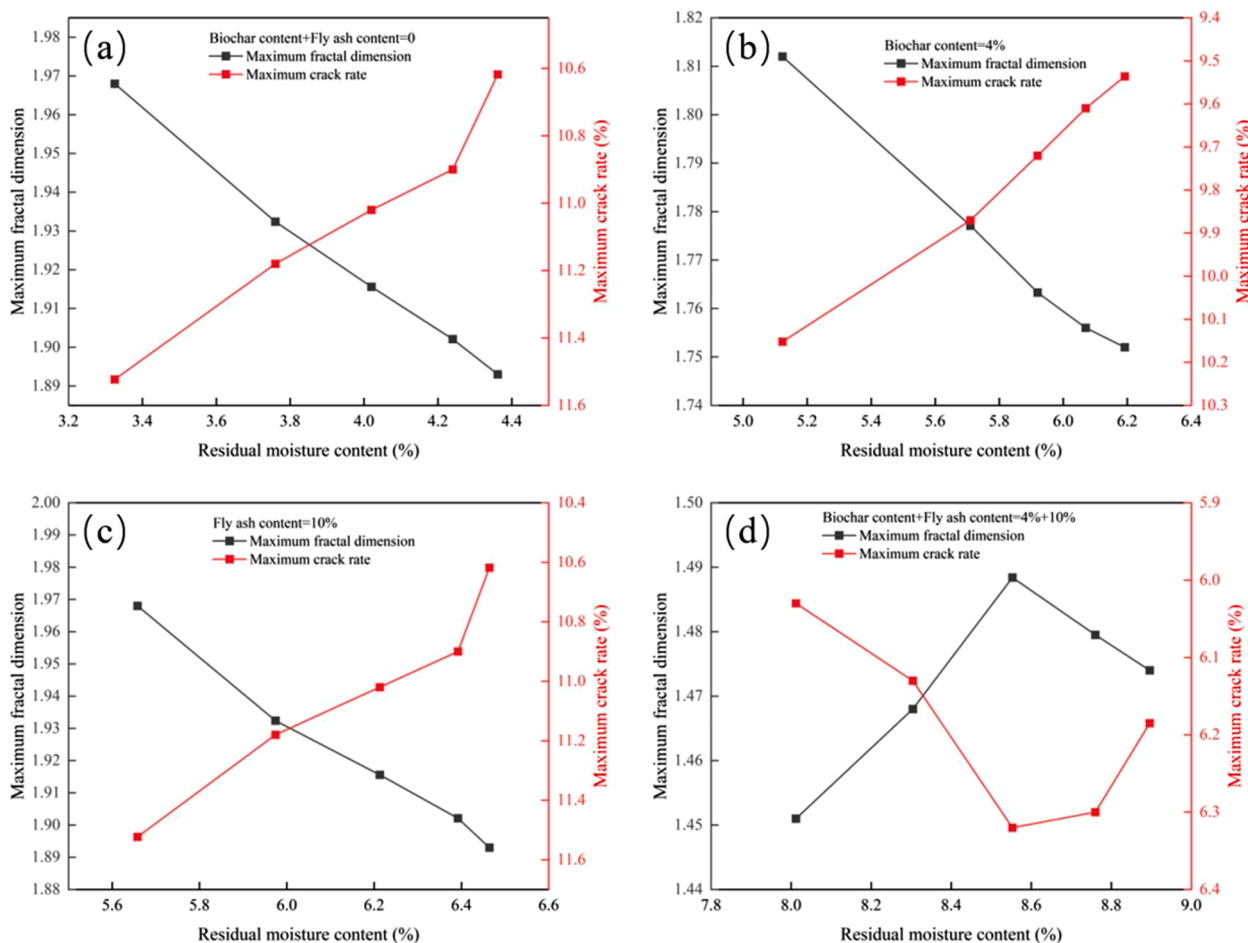 (a)
Biochar content+Fly ash content=0
Maximum fractal dimension
Maximum crack rate
1.98
1.97
1.96
1.95
1.94
1.93
1.92
1.91
1.90
1.89
Maximum fractal dimension
10.6
10.8
11.0
11.2
11.4
11.6
Maximum crack rate (%)
3.2 3.4 3.6 3.8 4.0 4.2 4.4
Residual moisture content (%)
(b)
Biochar content=4%
Maximum fractal dimension
Maximum crack rate
1.82
1.81
1.80
1.79
1.78
1.77
1.76
1.75
1.74
Maximum fractal dimension
9.4
9.5
9.6
9.7
9.8
9.9
10.0
10.1
10.2
10.3
Maximum crack rate (%)
5.0 5.2 5.4 5.6 5.8 6.0 6.2 6.4
Residual moisture content (%)
(c)
Fly ash content=10%
Maximum fractal dimension
Maximum crack rate
2.00
1.99
1.98
1.97
1.96
1.95
1.94
1.93
1.92
1.91
1.90
1.89
1.88
Maximum fractal dimension
10.4
10.6
10.8
11.0
11.2
11.4
11.6
Maximum crack rate (%)
5.6 5.8 6.0 6.2 6.4 6.6
Residual moisture content (%)
(d)
Biochar content+Fly ash content=4%+10%
Maximum fractal dimension
Maximum crack rate
1.50
1.49
1.48
1.47
1.46
1.45
1.44
Maximum fractal dimension
5.9
6.0
6.1
6.2
6.3
6.4
Maximum crack rate (%)
7.8 8.0 8.2 8.4 8.6 8.8 9.0
Residual moisture content (%)